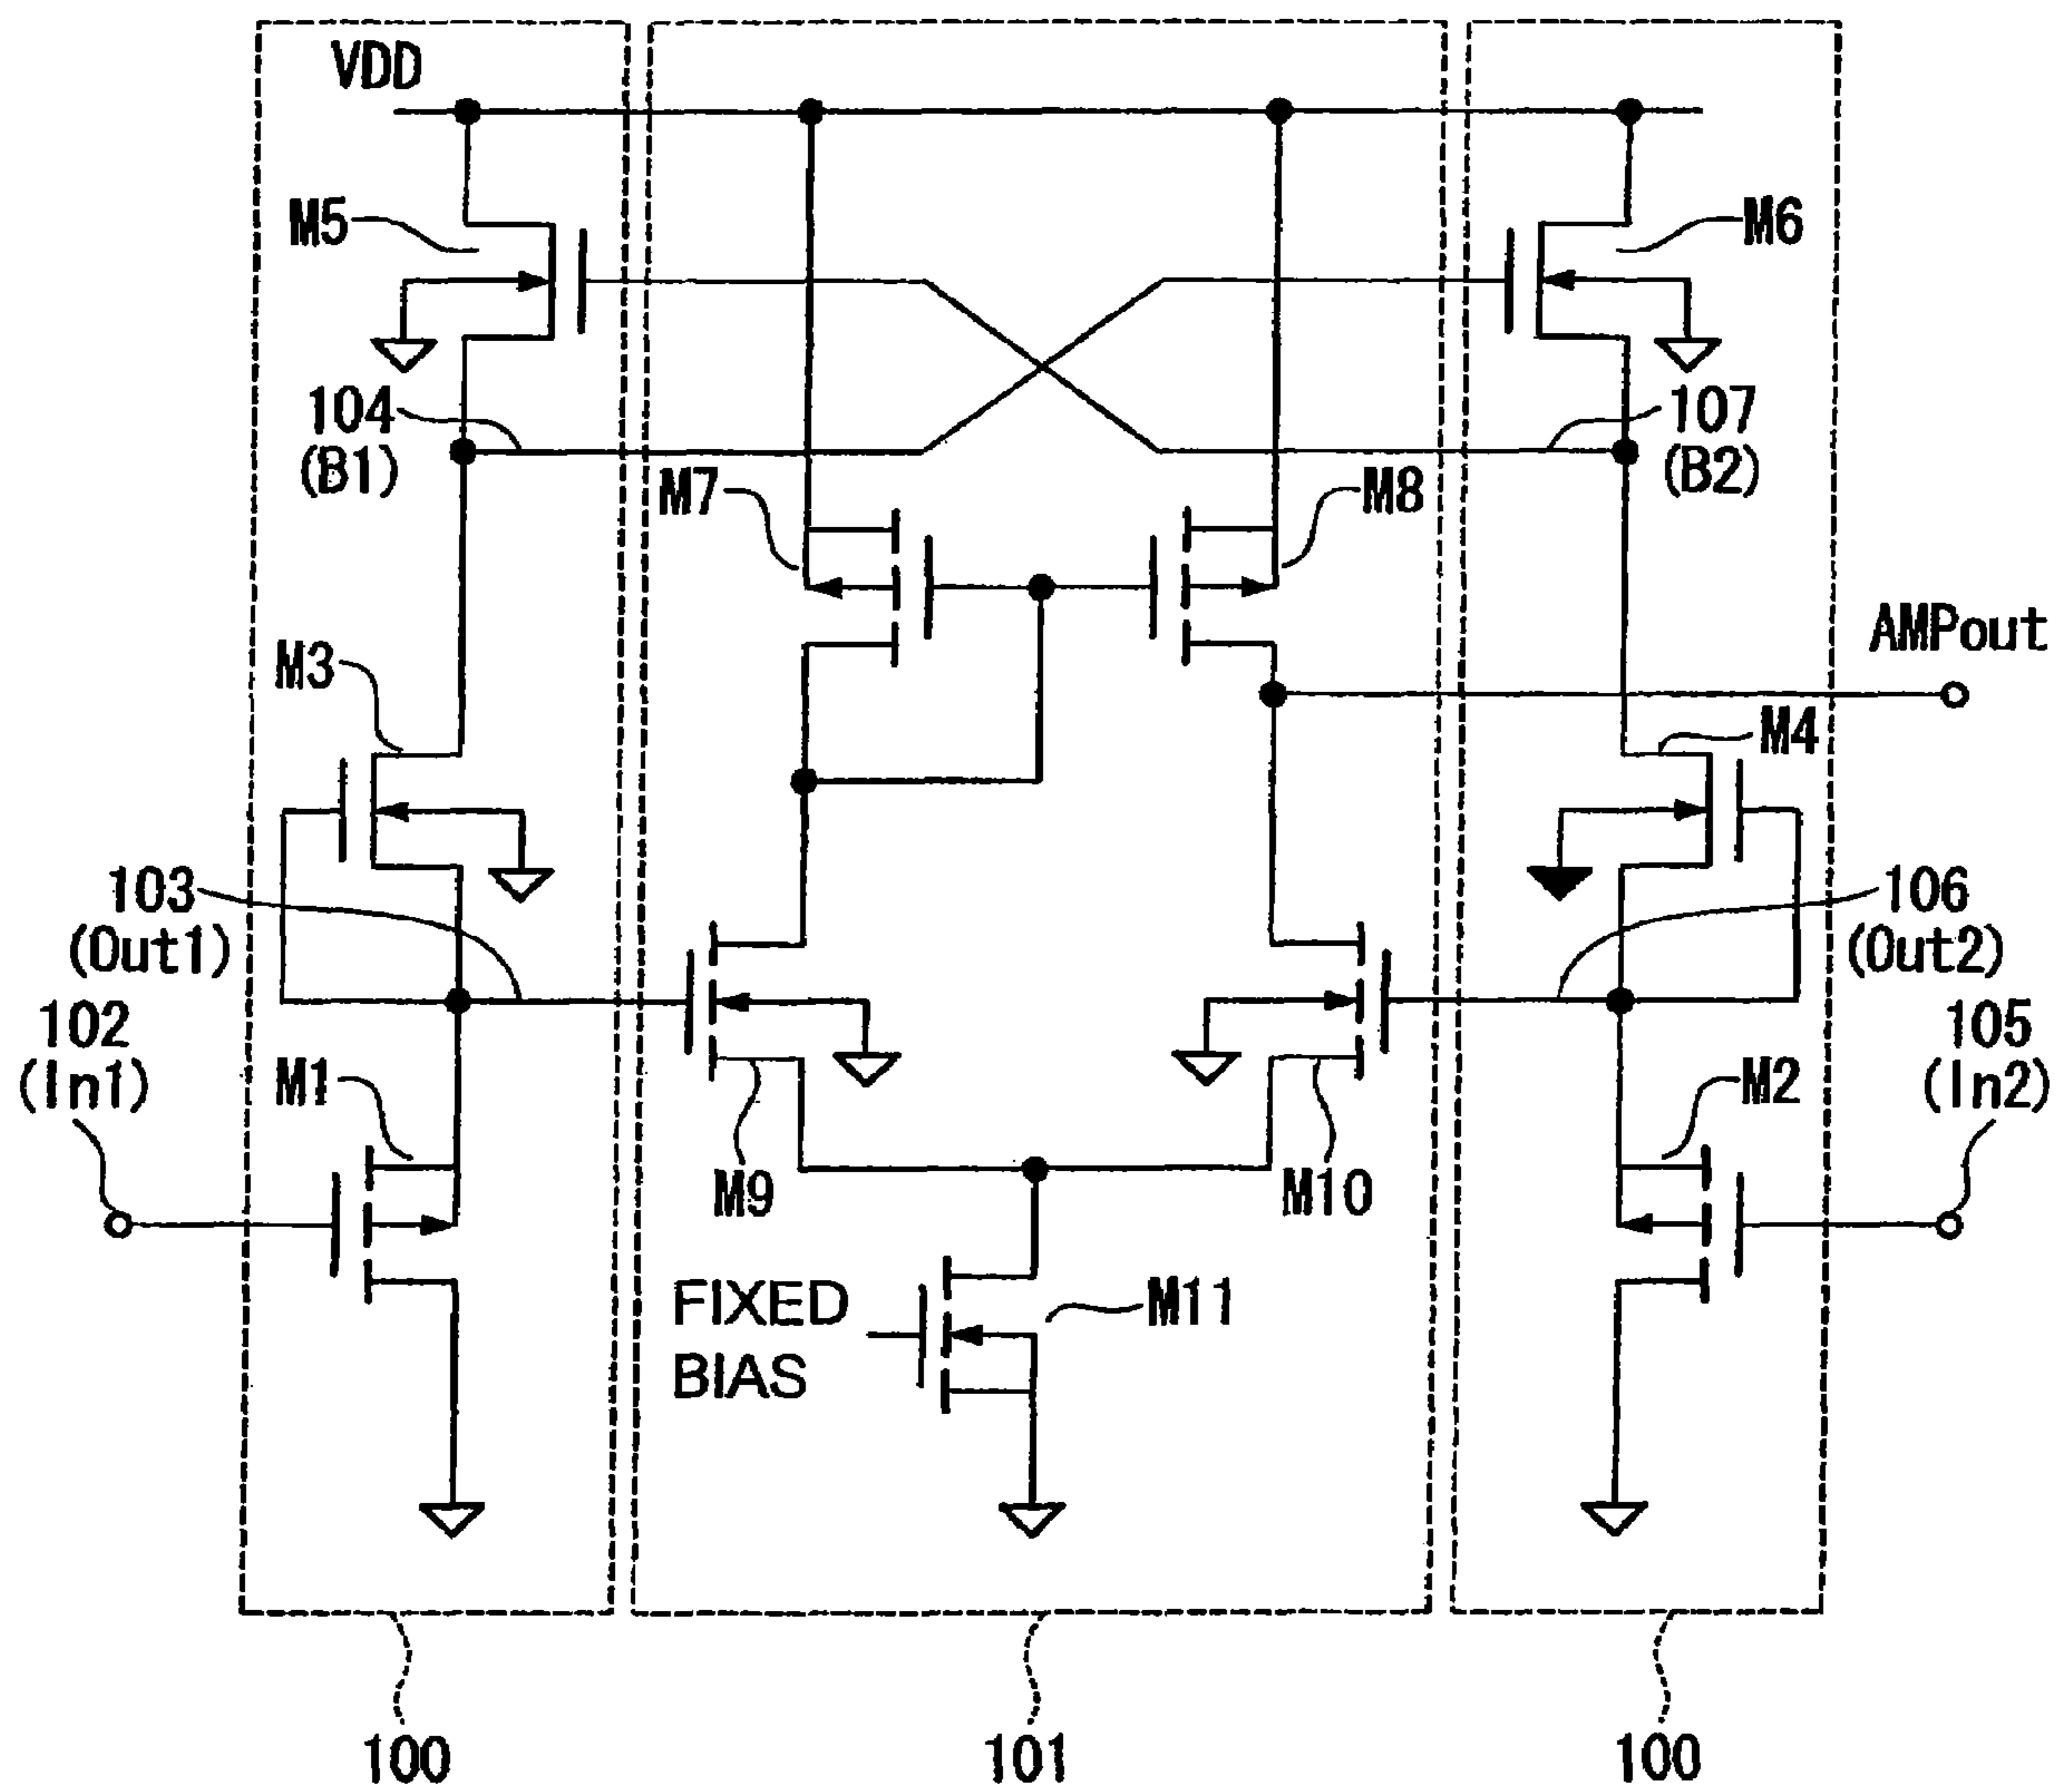 VDD
M5
M6
104
(B1)
107
(B2)
M7
M8
AMPout
M3
M4
103
(Out1)
106
(Out2)
102
(In1)
M1
M2
105
(In2)
M9
M10
FIXED
BIAS
M11
100
101
100